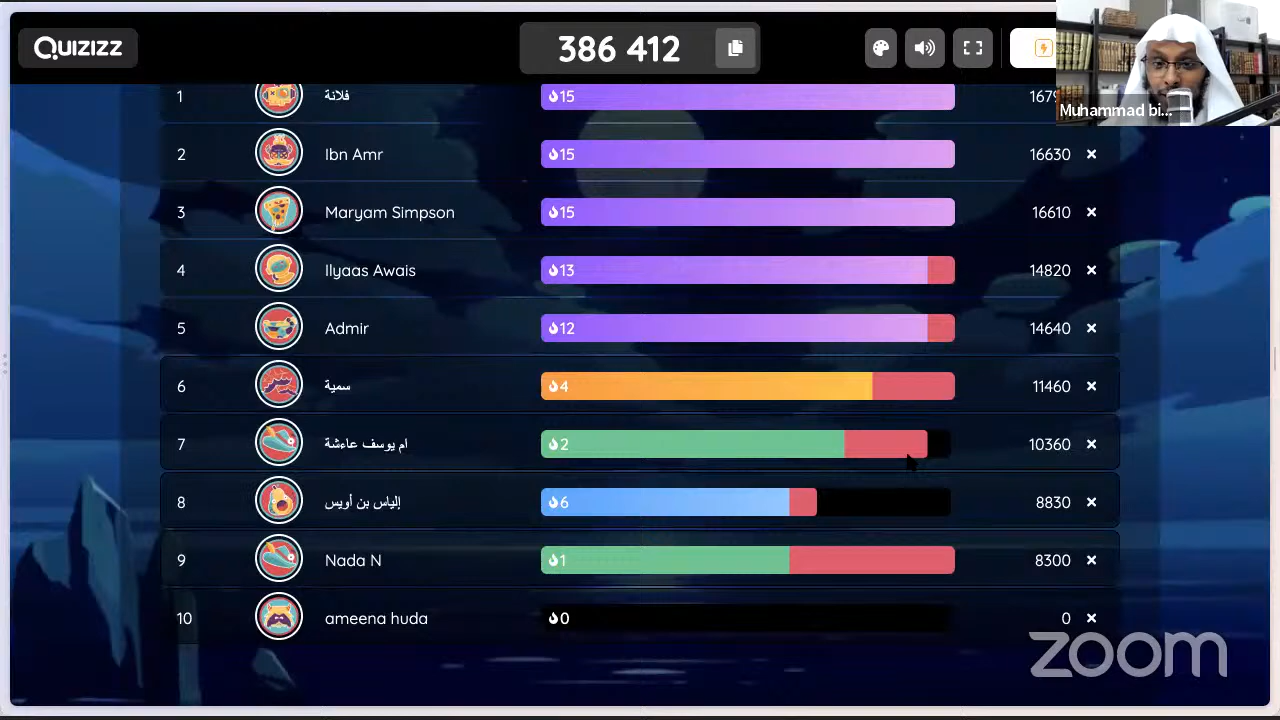 Quizizz
386 412
Muhammad bi...
1 فلانة 15
2 Ibn Amr 15 16630
3 Maryam Simpson 15 16610
4 Ilyaas Awais 13 14820
5 Admir 12 14640
6 سمية 4 11460
7 ام يوسف عاءشة 2 10360
8 إلياس بن أويس 6 8830
9 Nada N 1 8300
10 ameena huda 0 0
zoom